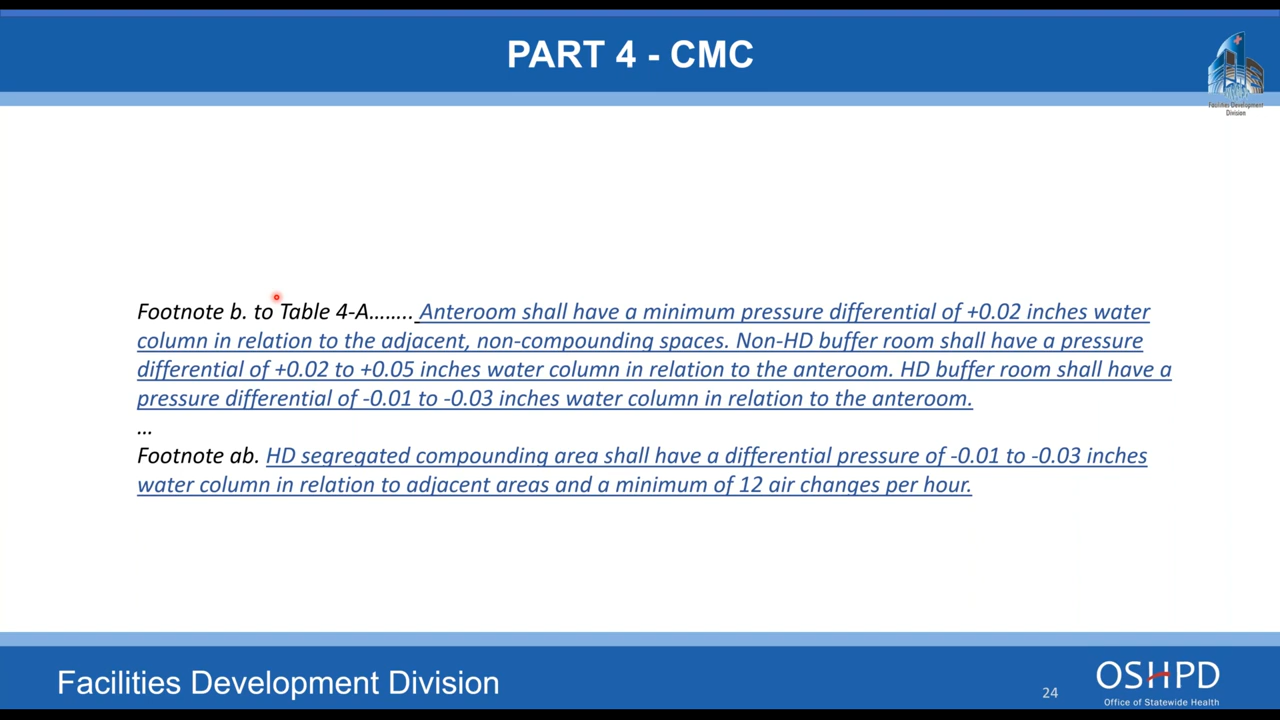 PART 4 - CMC
Facilities Development
Division
Footnote b. to Table 4-A…….. Anteroom shall have a minimum pressure differential of +0.02 inches water
column in relation to the adjacent, non-compounding spaces. Non-HD buffer room shall have a pressure
differential of +0.02 to +0.05 inches water column in relation to the anteroom. HD buffer room shall have a
pressure differential of -0.01 to -0.03 inches water column in relation to the anteroom.
…
Footnote ab. HD segregated compounding area shall have a differential pressure of -0.01 to -0.03 inches
water column in relation to adjacent areas and a minimum of 12 air changes per hour.
Facilities Development Division
24
OSHPD
Office of Statewide Health